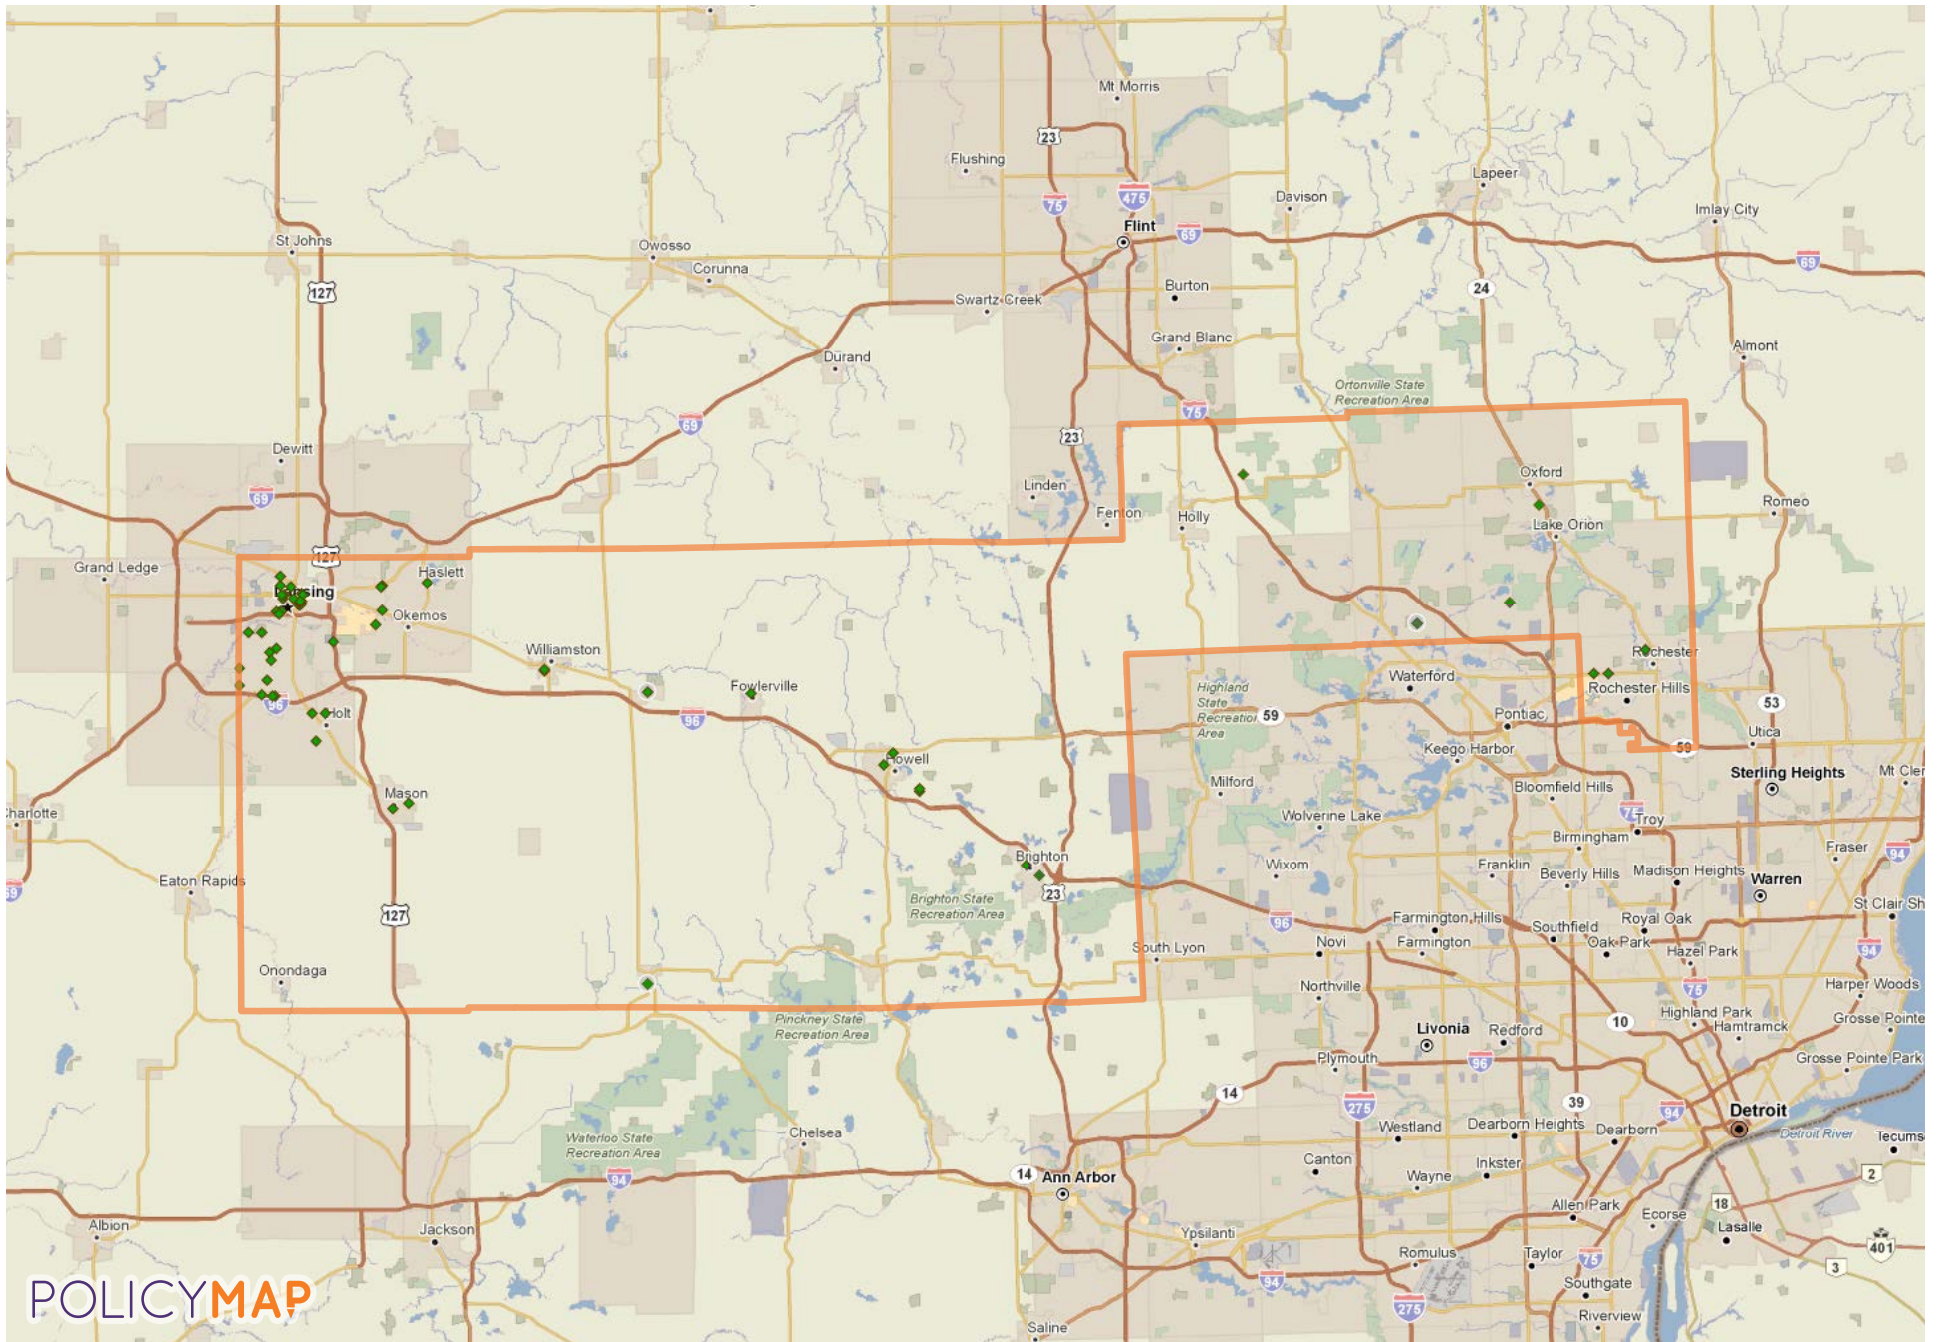 Mt Morris
23
Flushing
Lapeer
75
475
Davison
Imlay City
Flint
69
St Johns
Owosso
Corunna
69
127
24
Burton
Swartz Creek
Grand Blanc
Almont
Durand
Ortonville State
Recreation Area
75
69
23
Dewitt
Oxford
Linden
69
Romeo
Fenton
Holly
Lake Orion
127
Grand Ledge
Haslett
Okemos
Williamston
Rochester
Waterford
Fowlerville
Highland
State
Recreation
Area
Rochester Hills
96
53
Holt
96
59
Pontiac
Utica
Keego Harbor
59
Howell
Sterling Heights
Mt Cler
Milford
Bloomfield Hills
Mason
Charlotte
Wolverine Lake
75
Troy
Birmingham
Fraser
94
Brighton
Wixom
Franklin
Beverly Hills
Madison Heights
Warren
Eaton Rapids
69
23
Brighton State
Recreation Area
St Clair Sh
127
96
Farmington Hills
Southfield
Royal Oak
Novi
Farmington
Oak Park
Hazel Park
94
South Lyon
Onondaga
Northville
75
Harper Woods
Highland Park
Hamtramck
Grosse Pointe
Pinckney State
Recreation Area
Livonia
Redford
10
Plymouth
96
Grosse Pointe Park
14
275
39
94
Detroit
Westland
Dearborn Heights
Dearborn
Detroit River
Tecums
Chelsea
Waterloo State
Recreation Area
Canton
Inkster
14
Ann Arbor
94
Wayne
2
18
Allen Park
Ecorse
Lasalle
Albion
Jackson
Ypsilanti
401
Romulus
Taylor
75
3
94
Southgate
POLICYMAP
275
Riverview
Saline